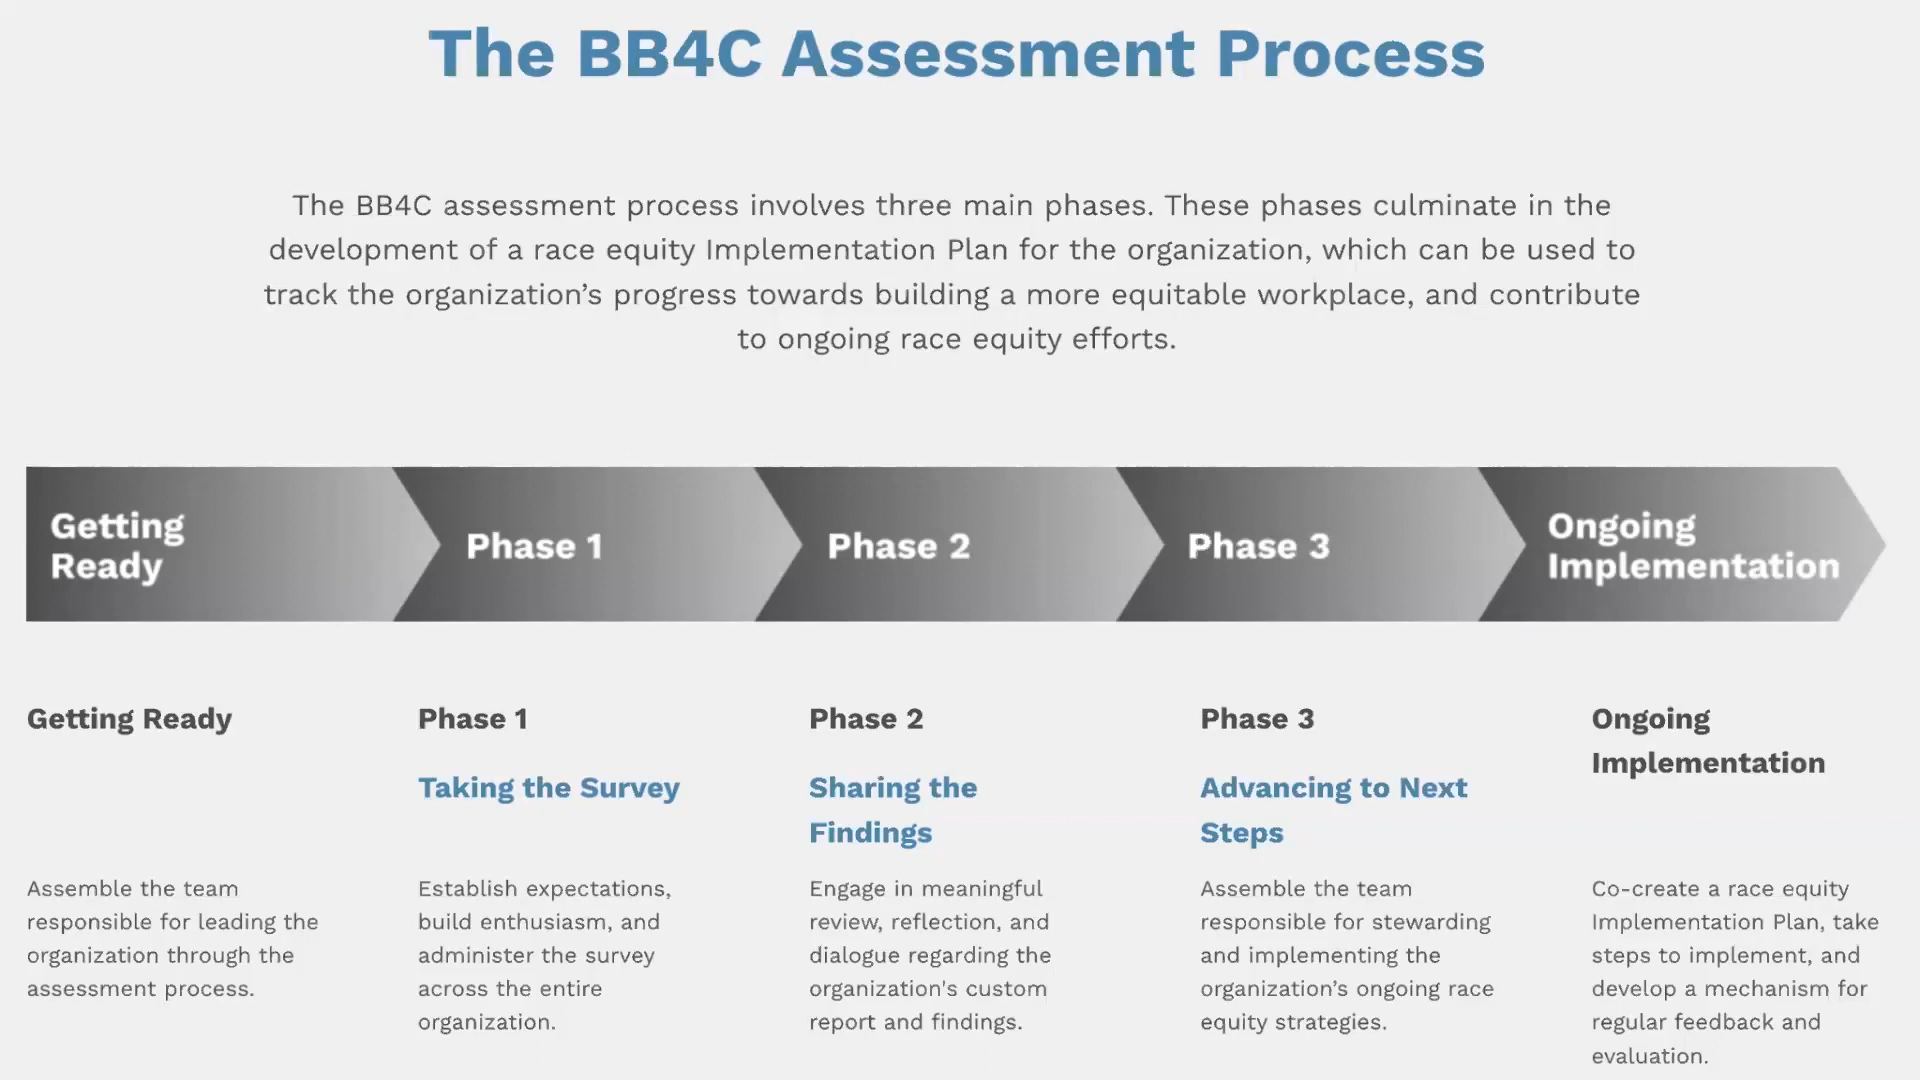 The BB4C Assessment Process
The BB4C assessment process involves three main phases. These phases culminate in the
development of a race equity Implementation Plan for the organization, which can be used to
track the organization’s progress towards building a more equitable workplace, and contribute
to ongoing race equity efforts.
Getting
Ready
Phase 1
Phase 2
Phase 3
Ongoing
Implementation
Getting Ready
Assemble the team
responsible for leading the
organization through the
assessment process.
Phase 1
Taking the Survey
Establish expectations,
build enthusiasm, and
administer the survey
across the entire
organization.
Phase 2
Sharing the
Findings
Engage in meaningful
review, reflection, and
dialogue regarding the
organization's custom
report and findings.
Phase 3
Advancing to Next
Steps
Assemble the team
responsible for stewarding
and implementing the
organization’s ongoing race
equity strategies.
Ongoing
Implementation
Co-create a race equity
Implementation Plan, take
steps to implement, and
develop a mechanism for
regular feedback and
evaluation.